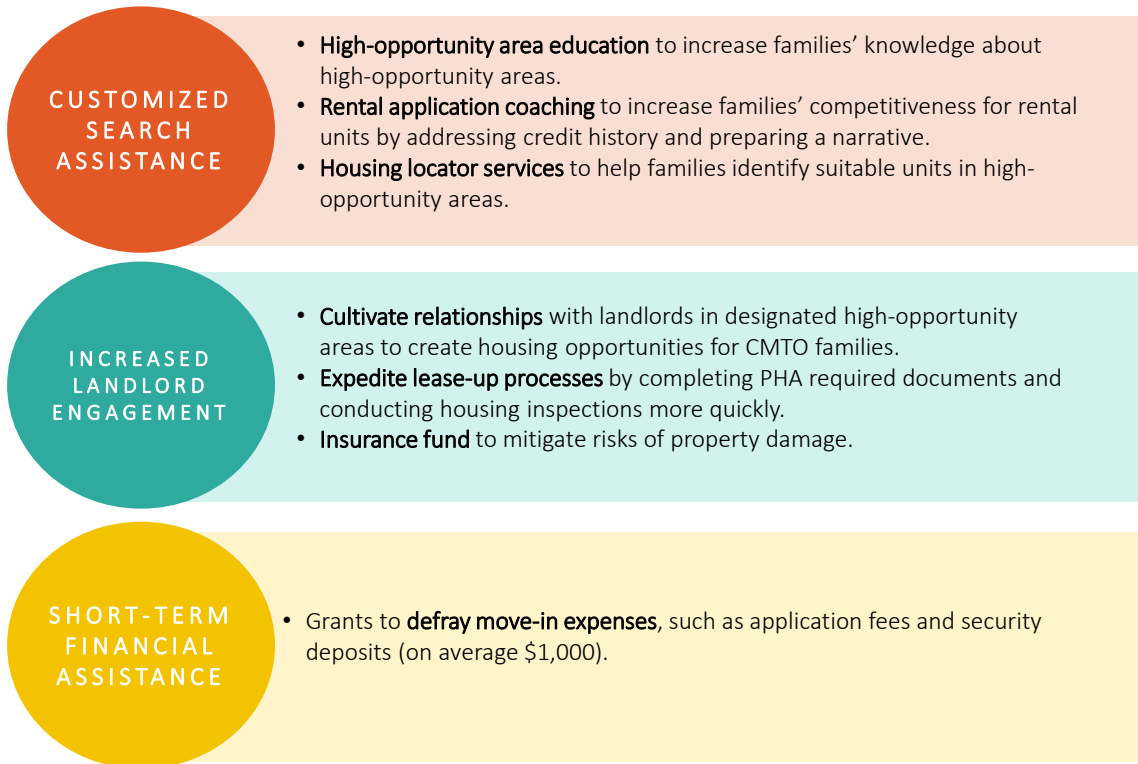 CUSTOMIZED
SEARCH
ASSISTANCE
• High-opportunity area education to increase families’ knowledge about
high-opportunity areas.
• Rental application coaching to increase families’ competitiveness for rental
units by addressing credit history and preparing a narrative.
• Housing locator services to help families identify suitable units in high-
opportunity areas.
INCREASED
LANDLORD
ENGAGEMENT
• Cultivate relationships with landlords in designated high-opportunity
areas to create housing opportunities for CMTO families.
• Expedite lease-up processes by completing PHA required documents and
conducting housing inspections more quickly.
• Insurance fund to mitigate risks of property damage.
SHORT-TERM
FINANCIAL
ASSISTANCE
• Grants to defray move-in expenses, such as application fees and security
deposits (on average $1,000).